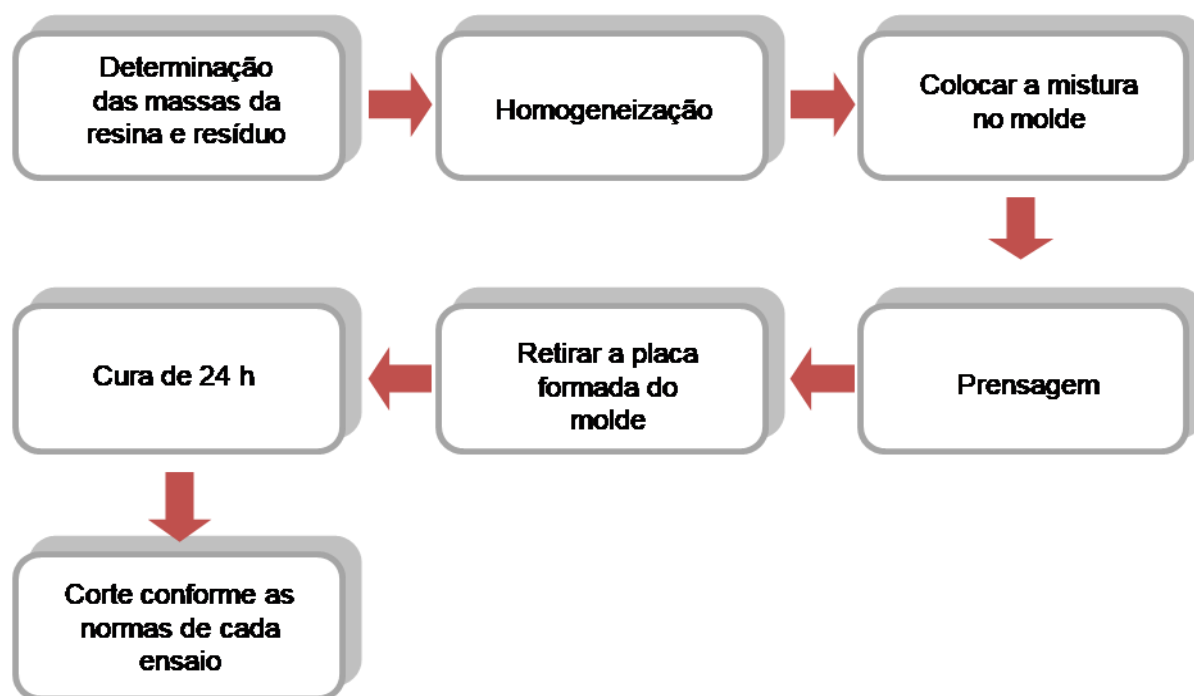 Determinação
das massas da
resina e resíduo
Homogeneização
Colocar a mistura
no molde
Prensagem
Retirar a placa
formada do
molde
Cura de 24 h
Corte conforme as
normas de cada
ensaio